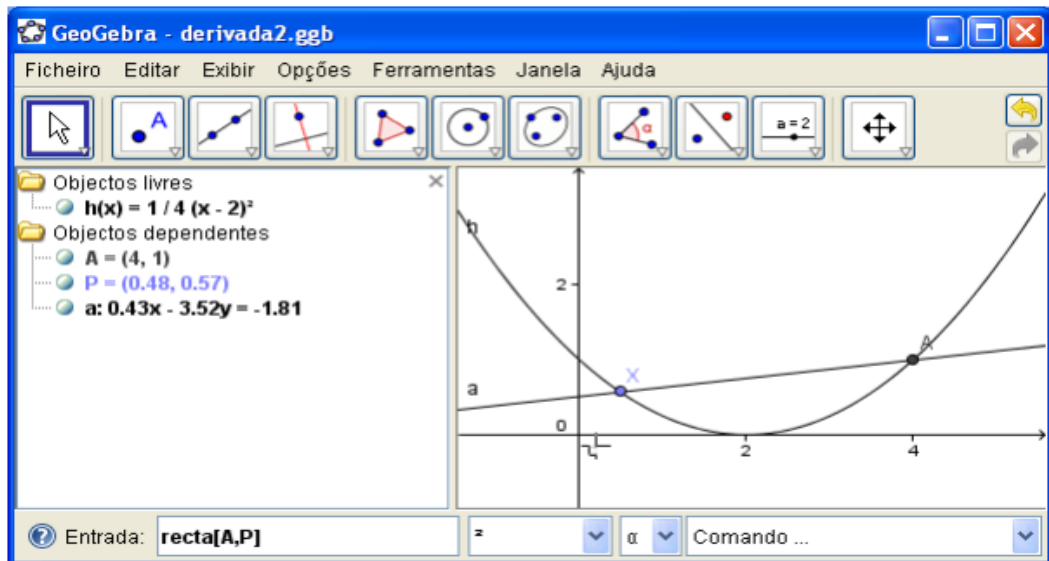 GeoGebra - derivada2.ggb
Ficheiro Editar Exibir Opções Ferramentas Janela Ajuda
A
α
a = 2
Objectos livres
h(x) = 1 / 4 (x - 2)²
Objectos dependentes
A = (4, 1)
P = (0.48, 0.57)
a: 0.43x - 3.52y = -1.81
h
2
A
X
a
0
2
4
Entrada: recta[A,P]
² α Comando ...